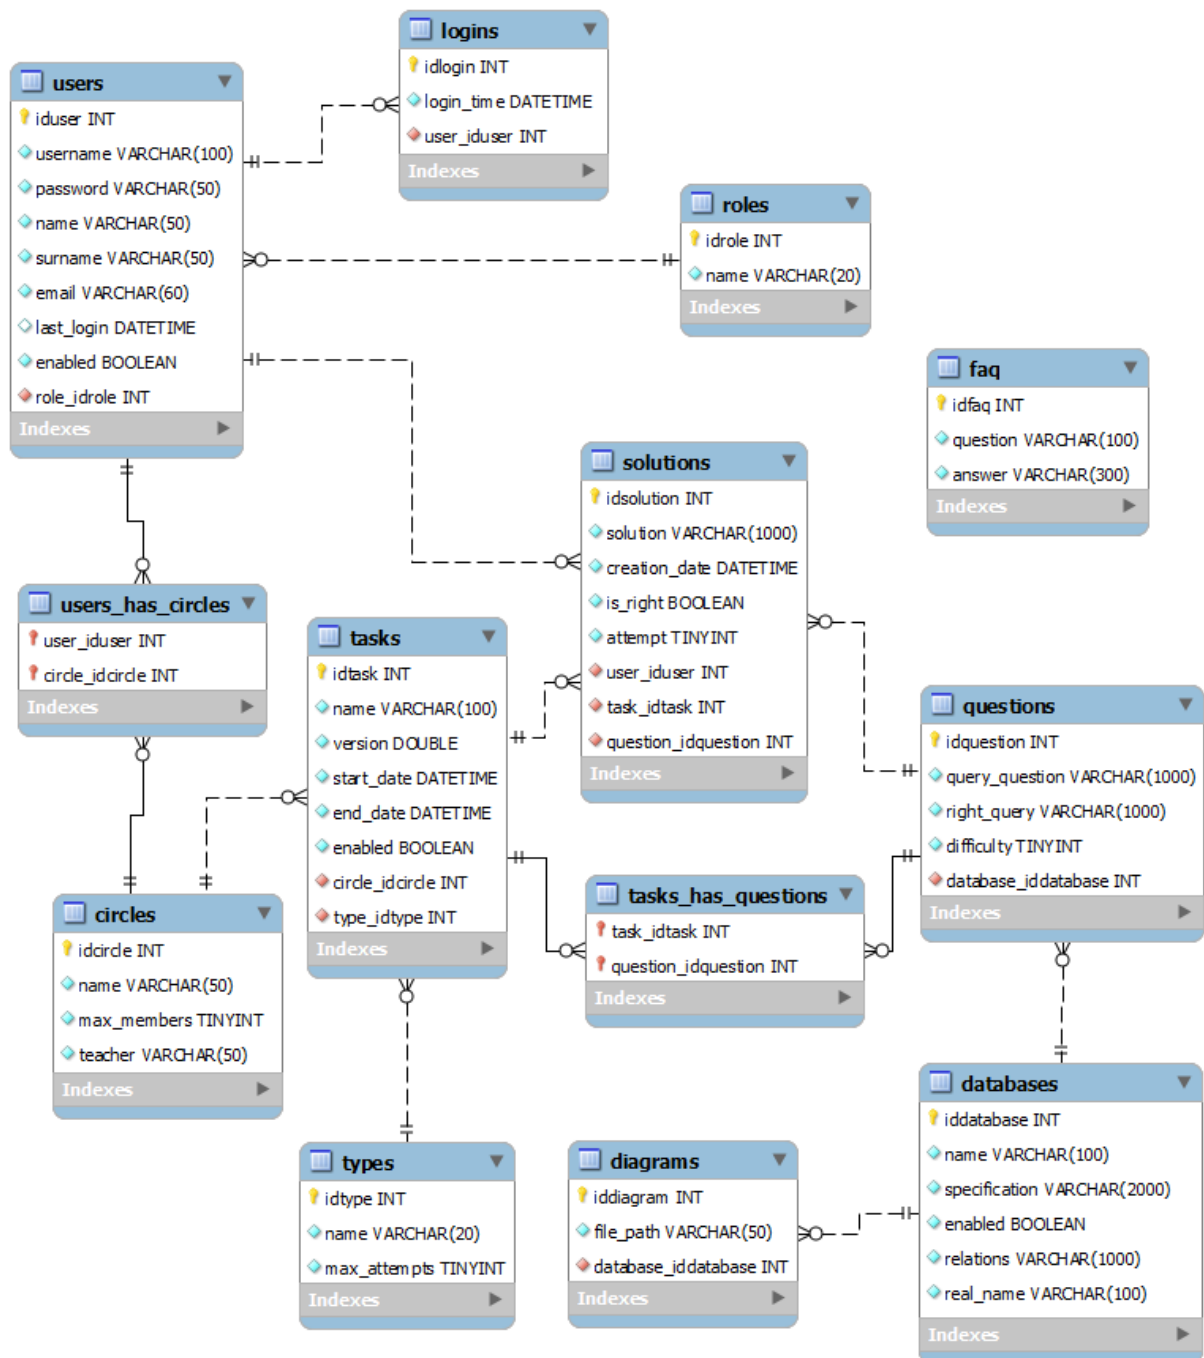 logins
idlogin INT
login_time DATETIME
user_iduser INT
Indexes
users
iduser INT
username VARCHAR(100)
password VARCHAR(50)
name VARCHAR(50)
surname VARCHAR(50)
email VARCHAR(60)
last_login DATETIME
enabled BOOLEAN
role_idrole INT
Indexes
roles
idrole INT
name VARCHAR(20)
Indexes
faq
idfaq INT
question VARCHAR(100)
answer VARCHAR(300)
Indexes
solutions
idsolution INT
solution VARCHAR(1000)
creation_date DATETIME
is_right BOOLEAN
attempt TINYINT
user_iduser INT
task_idtask INT
question_idquestion INT
Indexes
users_has_circles
user_iduser INT
circle_idcircle INT
Indexes
tasks
idtask INT
name VARCHAR(100)
version DOUBLE
start_date DATETIME
end_date DATETIME
enabled BOOLEAN
circle_idcircle INT
type_idtype INT
Indexes
questions
idquestion INT
query_question VARCHAR(1000)
right_query VARCHAR(1000)
difficulty TINYINT
database_iddatabase INT
Indexes
tasks_has_questions
task_idtask INT
question_idquestion INT
Indexes
circles
idcircle INT
name VARCHAR(50)
max_members TINYINT
teacher VARCHAR(50)
Indexes
databases
iddatabase INT
name VARCHAR(100)
specification VARCHAR(2000)
enabled BOOLEAN
relations VARCHAR(1000)
real_name VARCHAR(100)
Indexes
types
idtype INT
name VARCHAR(20)
max_attempts TINYINT
Indexes
diagrams
iddiagram INT
file_path VARCHAR(50)
database_iddatabase INT
Indexes